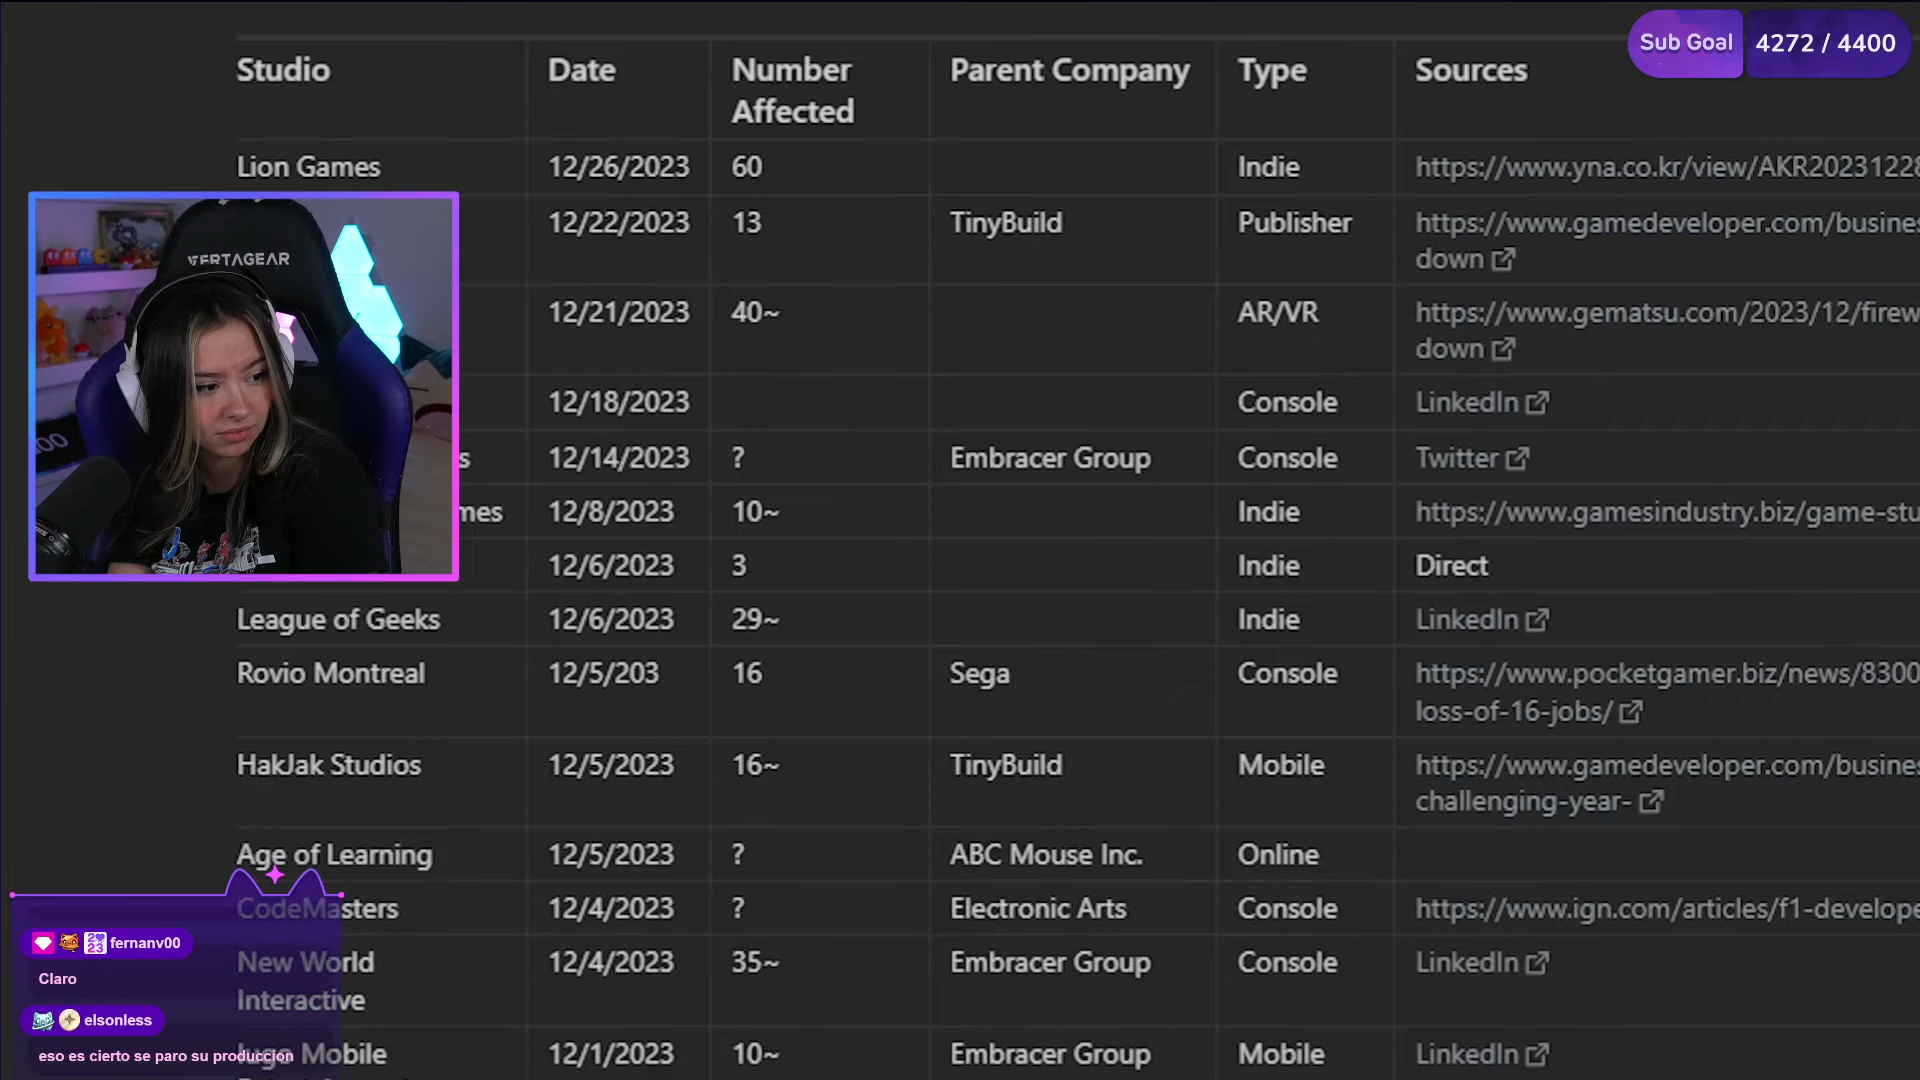 Sub Goal 4272 / 4400
Studio Date Number Affected Parent Company Type Sources
Lion Games 12/26/2023 60 Indie https://www.yna.co.kr/view/AKR20231228
12/22/2023 13 TinyBuild Publisher https://www.gamedeveloper.com/busines
down
12/21/2023 40~ AR/VR https://www.gematsu.com/2023/12/firew
down
12/18/2023 Console LinkedIn
s 12/14/2023 ? Embracer Group Console Twitter
mes 12/8/2023 10~ Indie https://www.gamesindustry.biz/game-stu
12/6/2023 3 Indie Direct
League of Geeks 12/6/2023 29~ Indie LinkedIn
Rovio Montreal 12/5/203 16 Sega Console https://www.pocketgamer.biz/news/8300
loss-of-16-jobs/
HakJak Studios 12/5/2023 16~ TinyBuild Mobile https://www.gamedeveloper.com/busines
challenging-year-
Age of Learning 12/5/2023 ? ABC Mouse Inc. Online
CodeMasters 12/4/2023 ? Electronic Arts Console https://www.ign.com/articles/f1-develope
New World 12/4/2023 35~ Embracer Group Console LinkedIn
Interactive
Mobile 12/1/2023 10~ Embracer Group Mobile LinkedIn
VERTAGEAR
fernanv00
Claro
elsonless
eso es cierto se paro su produccion